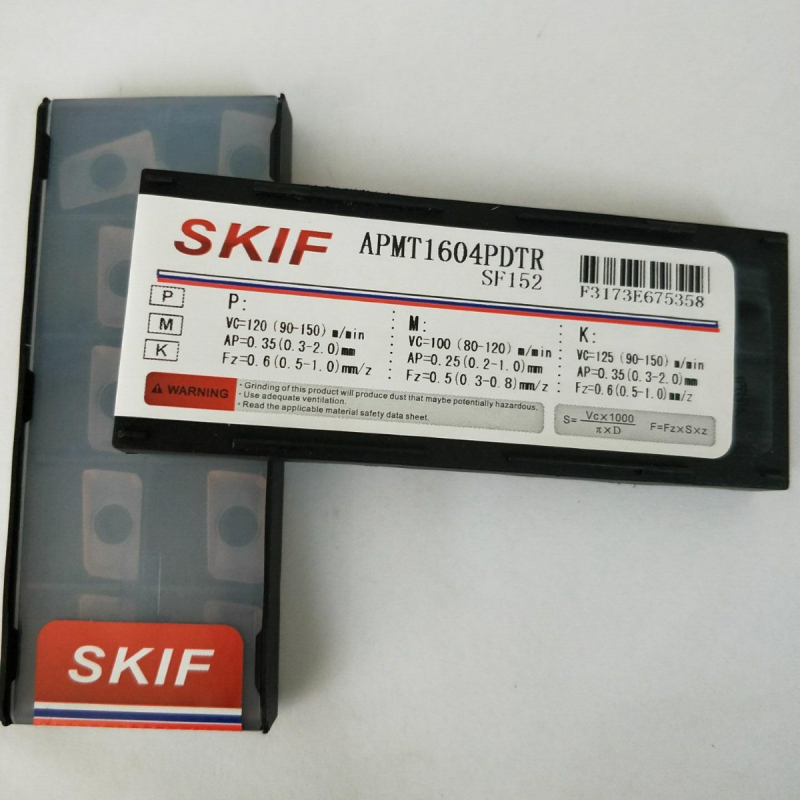 SKIF
APMT1604PDTR
SF152
F3173E675358
P
M
K
P:
VC=120 (90-150) m/min
AP=0.35(0.3-2.0)mm
Fz=0.6(0.5-1.0)mm/z
M:
VC=100 (80-120) m/min
AP=0.25(0.2-1.0)mm
Fz=0.5(0.3-0.8)mm/z
K:
VC=125 (90-150) m/min
AP=0.35(0.3-2.0)mm
Fz=0.6(0.5-1.0)mm/z
WARNING
· Grinding of this product will produce dust that maybe potentially hazardous.
· Use adequate ventilation.
· Read the applicable material safety data sheet.
S= Vc×1000
π×D
F=Fz×S×z
SKIF